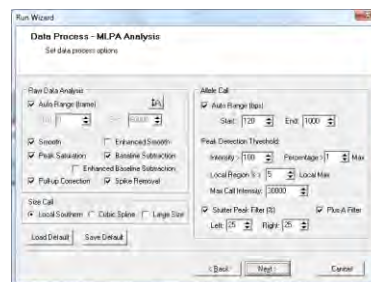 Run Wizard
Data Process - MLPA Analysis
Set data process options
Raw Data Analysis
Auto Range (frame)
Smooth Enhanced Smooth
Peak Saturation Baseline Subtraction
Enhanced Baseline Subtraction
Pull-up Correction Spike Removal
Size Call
Local Southern Cubic Spline Large Size
Load Default Save Default
Allele Call
Auto Range (bps)
Start: 120 End: 1000
Peak Detection Threshold:
Intensity > 100 Percentage > 1 Max
Local Region % > 5 Local Max
Max Call Intensity: 30000
Stutter Peak Filter (%) Plus-A Filter
Left: 25 Right: 25
< Back Next > Cancel